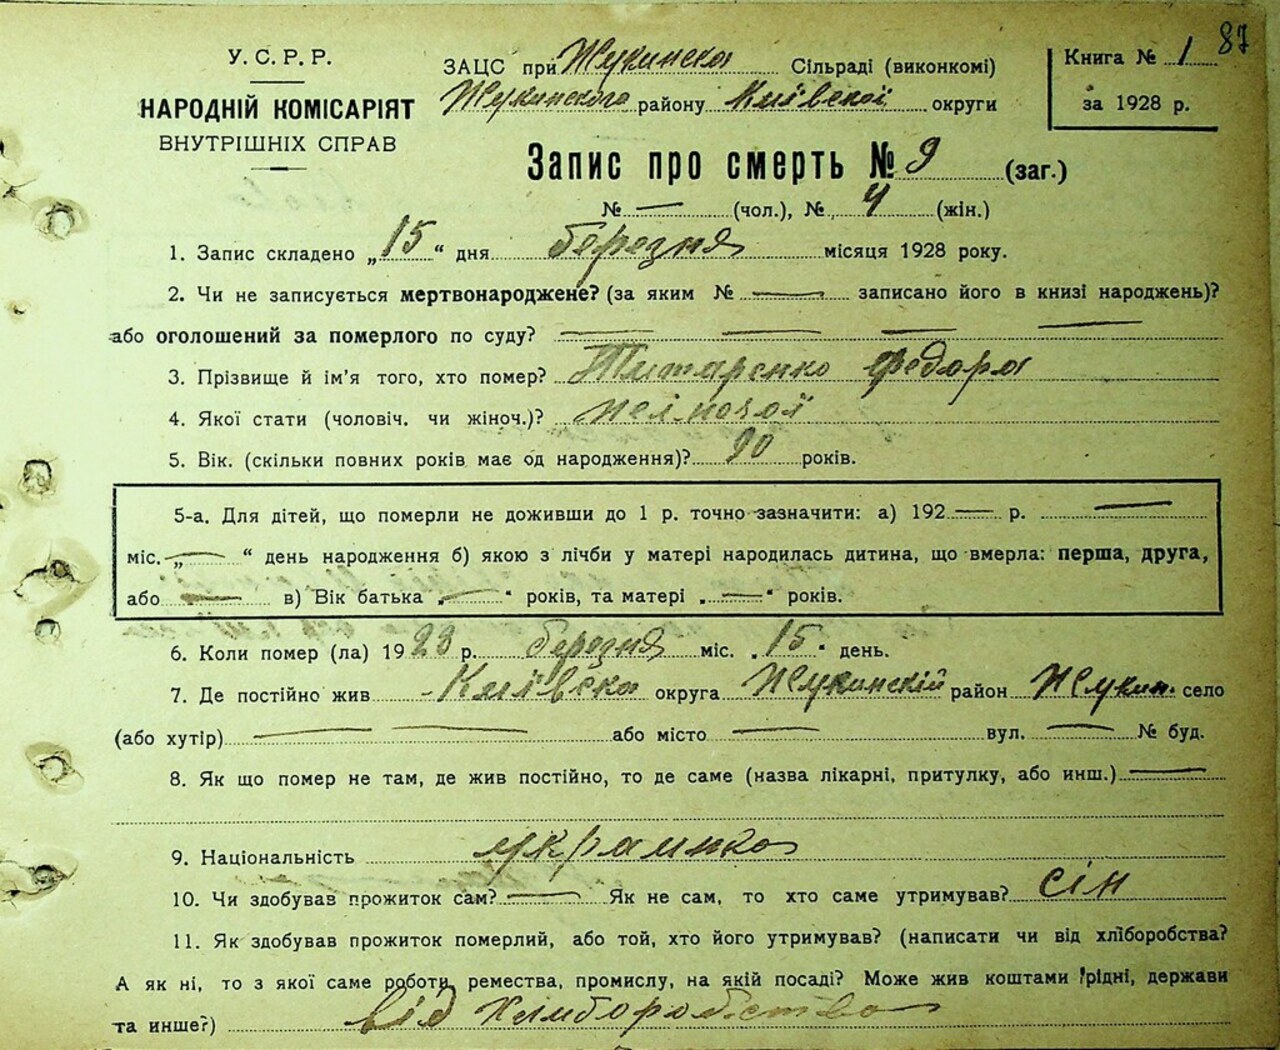 87
У. С. Р. Р.
НАРОДНІЙ КОМІСАРІЯТ
ВНУТРІШНІХ СПРАВ
ЗАЦС при Жукинска Сільраді (виконкомі)
Жукинского району Київскої округи
Книга № 1
за 1928 р.
Запис про смерть № 9 (заг.)
№ — (чол.), № 4 (жін.)
1. Запис складено „15“ дня березня місяця 1928 року.
2. Чи не записується мертвонароджене? (за яким № — записано його в книзі народжень)?
або оголошений за померлого по суду? — — — —
3. Прізвище й ім'я того, хто помер? Титаренко Федора
4. Якої стати (чоловіч. чи жіноч.)? жіночої
5. Вік. (скільки повних років має од народження)? 90 років.
5-а. Для дітей, що померли не доживши до 1 р. точно зазначити: а) 192 — р. —
міс. „—“ день народження б) якою з лічби у матері народилась дитина, що вмерла: перша, друга,
або — в) Вік батька „—“ років, та матері „—“ років.
6. Коли помер (ла) 1928 р. березня міс. „15“ день.
7. Де постійно жив Київска округа Жукинскій район Жукин. село
(або хутір) — — або місто — вул. — № буд.
8. Як що помер не там, де жив постійно, то де саме (назва лікарні, притулку, або инш.) —
9. Національність украинка
10. Чи здобував прожиток сам? — Як не сам, то хто саме утримував? сін
11. Як здобував прожиток померлий, або той, хто його утримував? (написати чи від хліборобства?
А як ні, то з якої саме роботи, ремества, промислу, на якій посаді? Може жив коштами рідні, держави
та инше?) від Хлиборобства